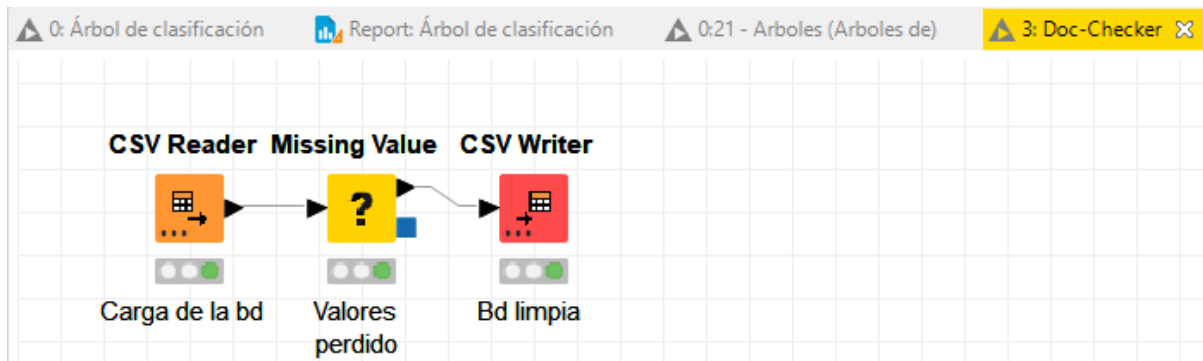 0: Árbol de clasificación
Report: Árbol de clasificación
0:21 - Arboles (Arboles de)
3: Doc-Checker
CSV Reader
Missing Value
CSV Writer
?
Carga de la bd
Valores
perdido
Bd limpia